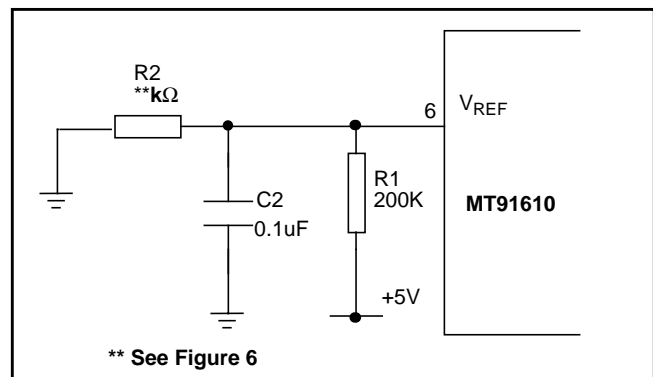 R2
**kΩ
6
VREF
R1
200K
MT91610
C2
0.1uF
+5V
** See Figure 6